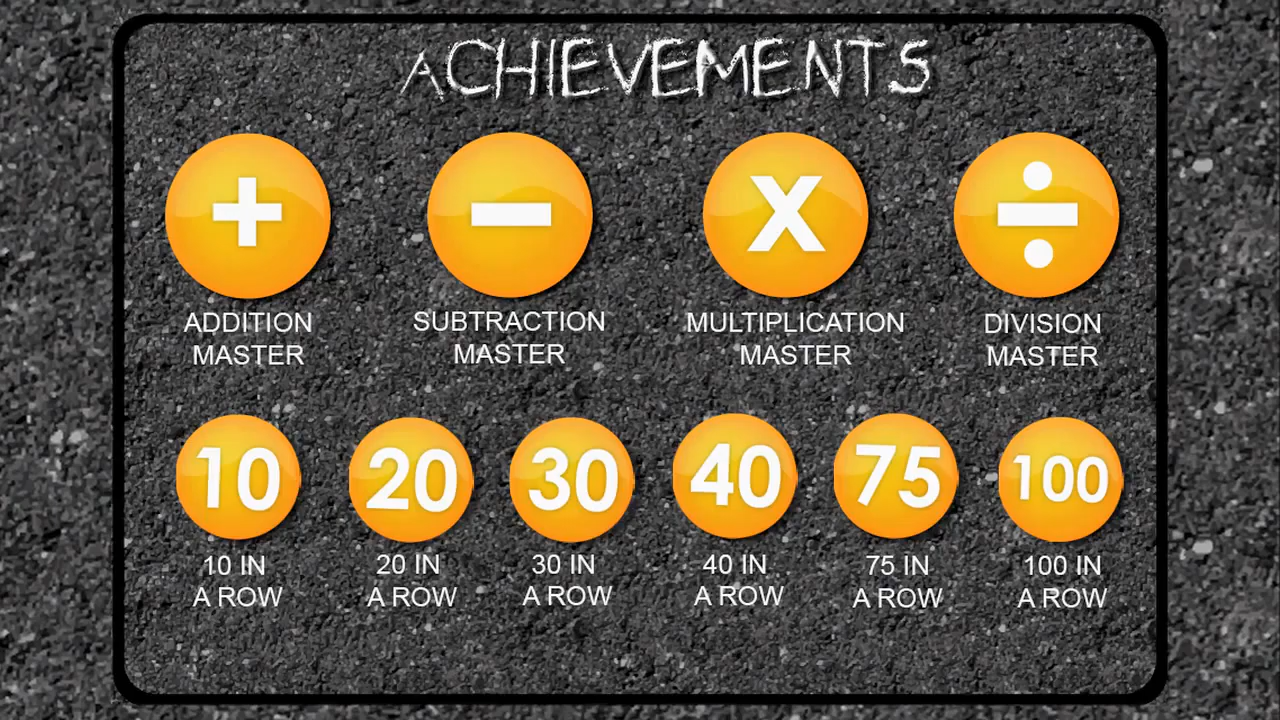 ACHIEVEMENTS
+ − x ÷
ADDITION SUBTRACTION MULTIPLICATION DIVISION
MASTER MASTER MASTER MASTER
10 20 30 40 75 100
10 IN 20 IN 30 IN 40 IN 75 IN 100 IN
A ROW A ROW A ROW A ROW A ROW A ROW